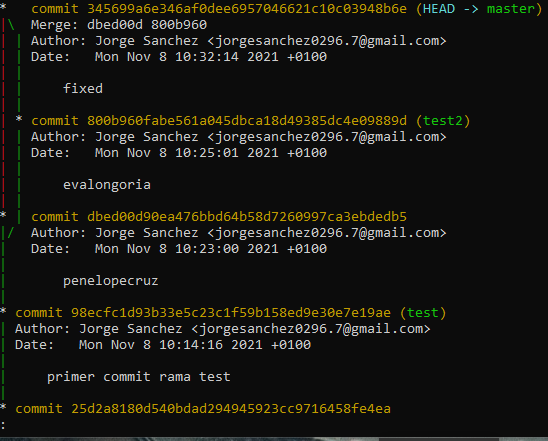 *   commit 345699a6e346af0dee6957046621c10c03948b6e (HEAD -> master)
|\  Merge: dbed00d 800b960
| | Author: Jorge Sanchez <jorgesanchez0296.7@gmail.com>
| | Date:   Mon Nov 8 10:32:14 2021 +0100
| |
| |     fixed
| |
| * commit 800b960fabe561a045dbca18d49385dc4e09889d (test2)
| | Author: Jorge Sanchez <jorgesanchez0296.7@gmail.com>
| | Date:   Mon Nov 8 10:25:01 2021 +0100
| |
| |     evalongoria
| |
* | commit dbed00d90ea476bbd64b58d7260997ca3ebdedb5
|/  Author: Jorge Sanchez <jorgesanchez0296.7@gmail.com>
|   Date:   Mon Nov 8 10:23:00 2021 +0100
|
|       penelopecruz
|
* commit 98ecfc1d93b33e5c23c1f59b158ed9e30e7e19ae (test)
| Author: Jorge Sanchez <jorgesanchez0296.7@gmail.com>
| Date:   Mon Nov 8 10:14:16 2021 +0100
|
|     primer commit rama test
|
* commit 25d2a8180d540bdad294945923cc9716458fe4ea
: